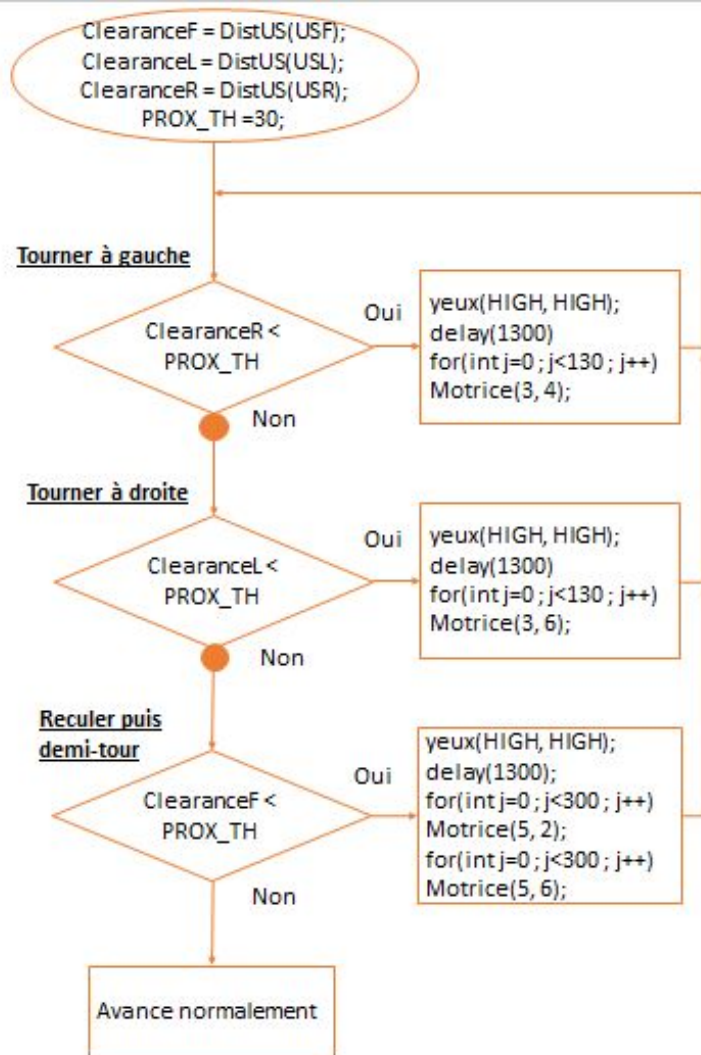 ClearanceF = DistUS(USF);
ClearanceL = DistUS(USL);
ClearanceR = DistUS(USR);
PROX_TH =30;
Tourner à gauche
ClearanceR <
PROX_TH
Oui
yeux(HIGH, HIGH);
delay(1300)
for(int j=0 ; j<130 ; j++)
Motrice(3, 4);
Non
Tourner à droite
ClearanceL <
PROX_TH
Oui
yeux(HIGH, HIGH);
delay(1300)
for(int j=0 ; j<130 ; j++)
Motrice(3, 6);
Non
Reculer puis
demi-tour
ClearanceF <
PROX_TH
Oui
yeux(HIGH, HIGH);
delay(1300);
for(int j=0 ; j<300 ; j++)
Motrice(5, 2);
for(int j=0 ; j<300 ; j++)
Motrice(5, 6);
Non
Avance normalement